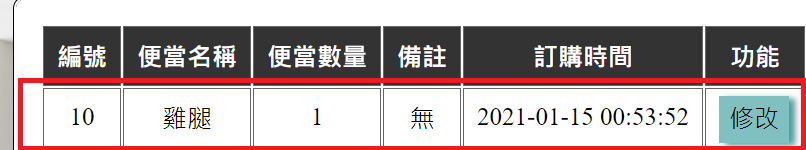 編號 便當名稱 便當數量 備註 訂購時間 功能
10 雞腿 1 無 2021-01-15 00:53:52 修改